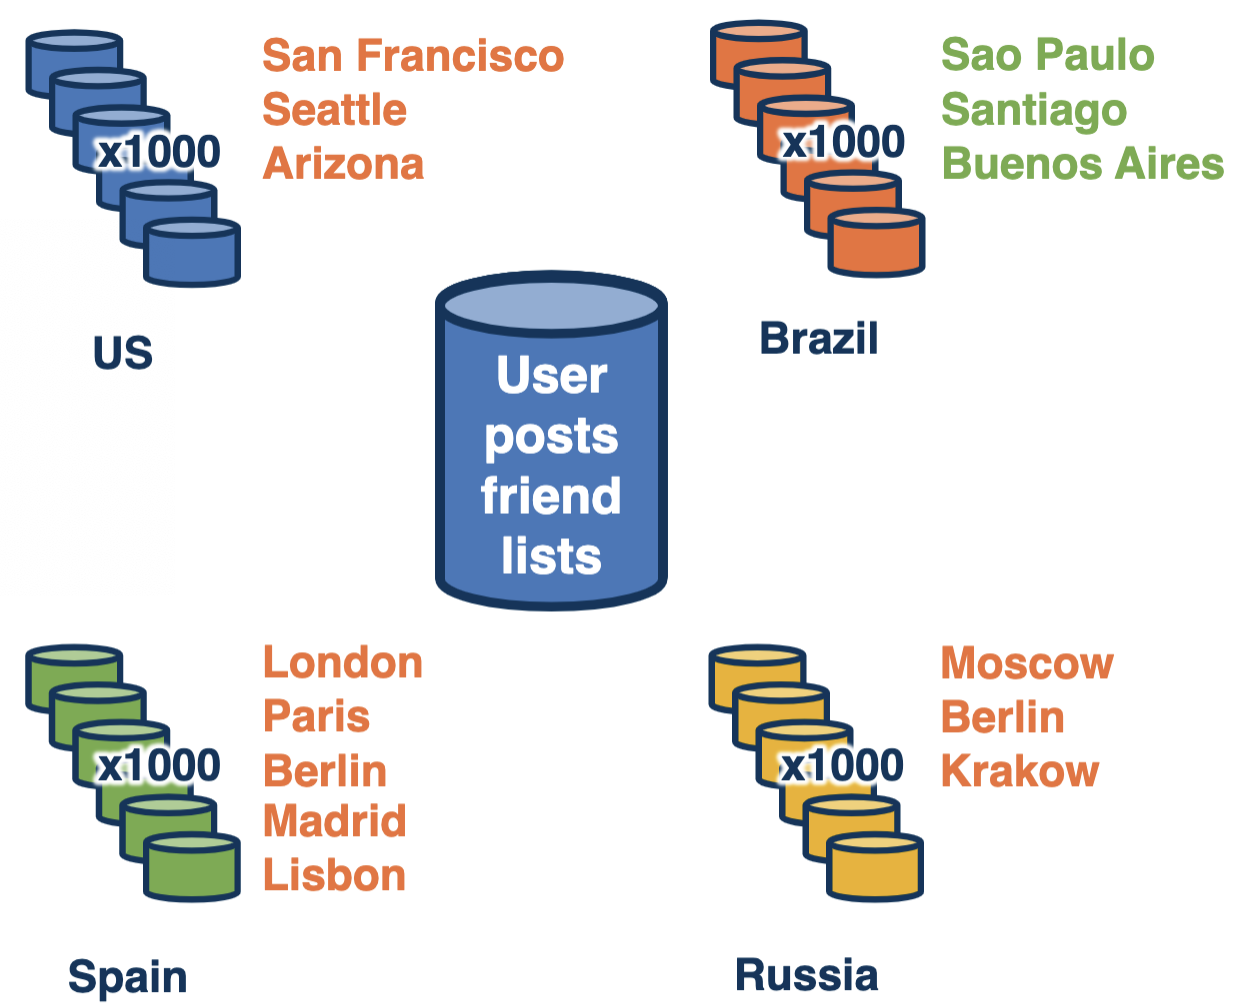 San Francisco
Seattle
Arizona
x1000
US
Sao Paulo
Santiago
Buenos Aires
x1000
Brazil
User
posts
friend
lists
London
Paris
Berlin
Madrid
Lisbon
x1000
Spain
Moscow
Berlin
Krakow
x1000
Russia